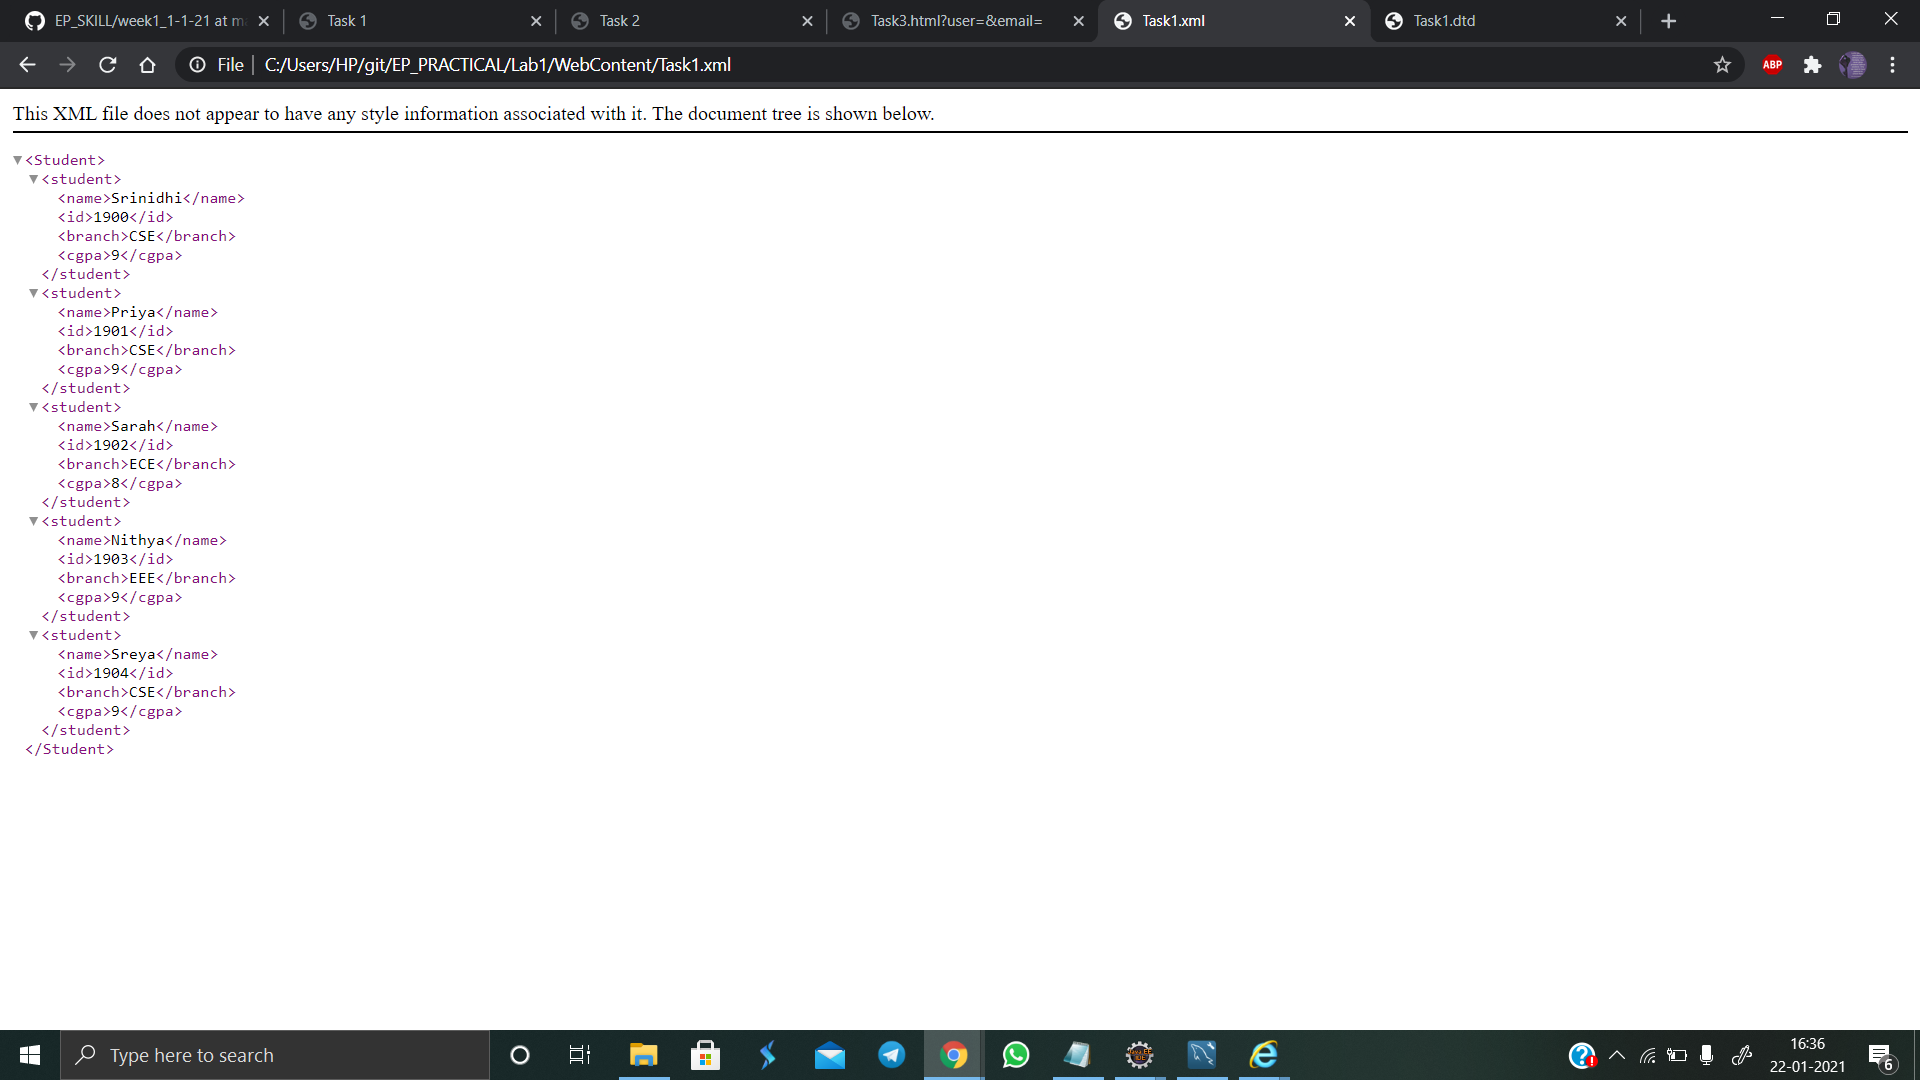 EP_SKILL/week1_1-1-21 at m
Task 1
Task 2
Task3.html?user=&email=
Task1.xml
Task1.dtd
File
C:/Users/HP/git/EP_PRACTICAL/Lab1/WebContent/Task1.xml
ABP
This XML file does not appear to have any style information associated with it. The document tree is shown below.
▼<Student>
▼<student>
<name>Srinidhi</name>
<id>1900</id>
<branch>CSE</branch>
<cgpa>9</cgpa>
</student>
▼<student>
<name>Priya</name>
<id>1901</id>
<branch>CSE</branch>
<cgpa>9</cgpa>
</student>
▼<student>
<name>Sarah</name>
<id>1902</id>
<branch>ECE</branch>
<cgpa>8</cgpa>
</student>
▼<student>
<name>Nithya</name>
<id>1903</id>
<branch>EEE</branch>
<cgpa>9</cgpa>
</student>
▼<student>
<name>Sreya</name>
<id>1904</id>
<branch>CSE</branch>
<cgpa>9</cgpa>
</student>
</Student>
Type here to search
16:36
22-01-2021
6